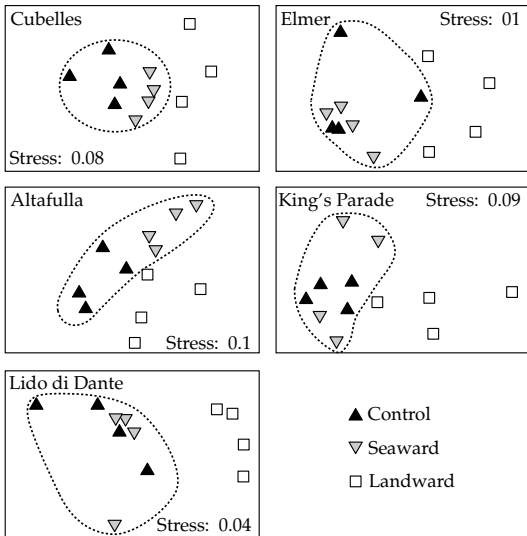 Cubelles
Stress: 0.08
Elmer
Stress: 01
Altafulla
Stress: 0.1
King's Parade
Stress: 0.09
Lido di Dante
Stress: 0.04
Control
Seaward
Landward